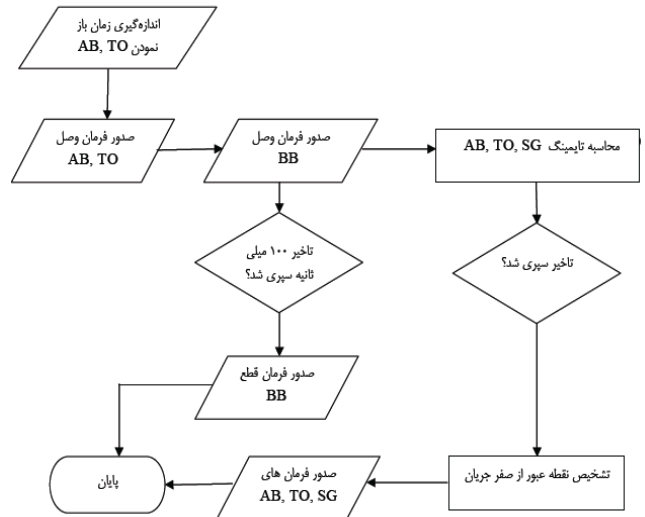 اندازه‌گیری زمان باز
نمودن AB, TO
صدور فرمان وصل
AB, TO
صدور فرمان وصل
BB
محاسبه تایمینگ AB, TO, SG
تاخیر ۱۰۰ میلی
ثانیه سپری شد؟
تاخیر سپری شد؟
صدور فرمان قطع
BB
تشخیص نقطه عبور از صفر جریان
صدور فرمان های
AB, TO, SG
پایان